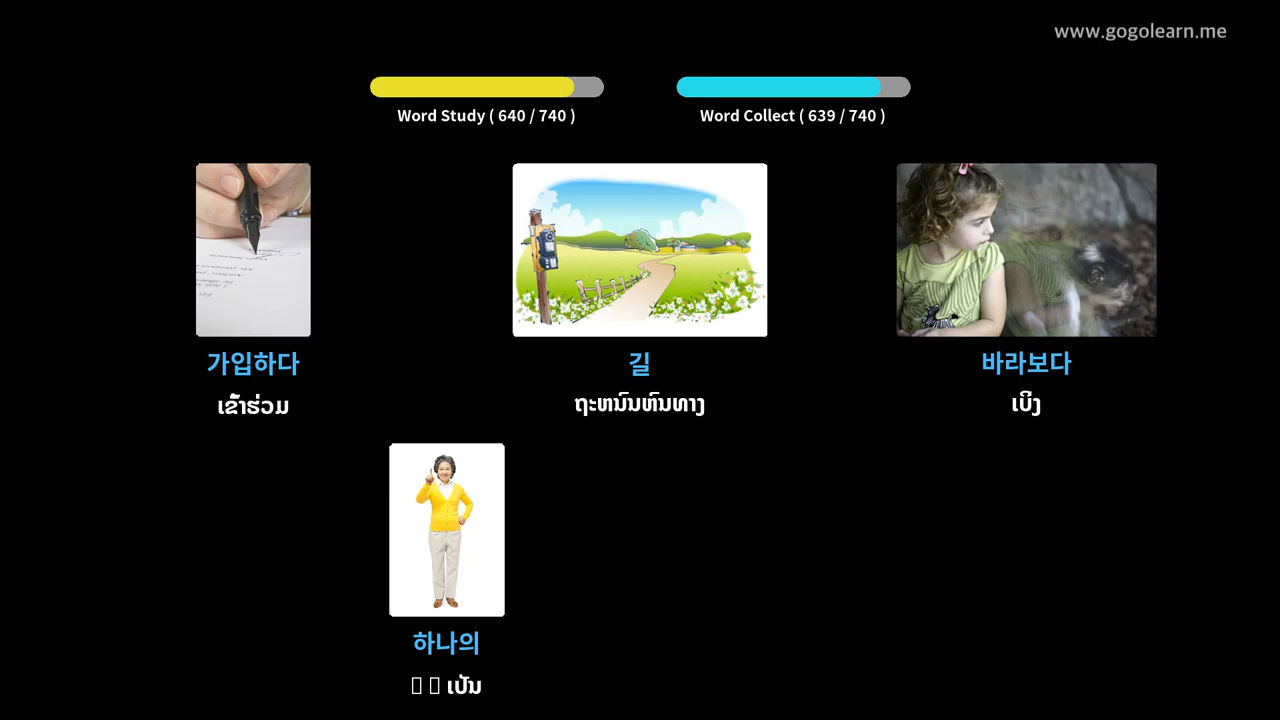 www.gogolearn.me
Word Study ( 640 / 740 )
Word Collect ( 639 / 740 )
가입하다
길
바라보다
ເຂົ້າຮ່ວມ
ຖະຫນົນຫົນທາງ
ເບິ່ງ
하나의
ເປັນ